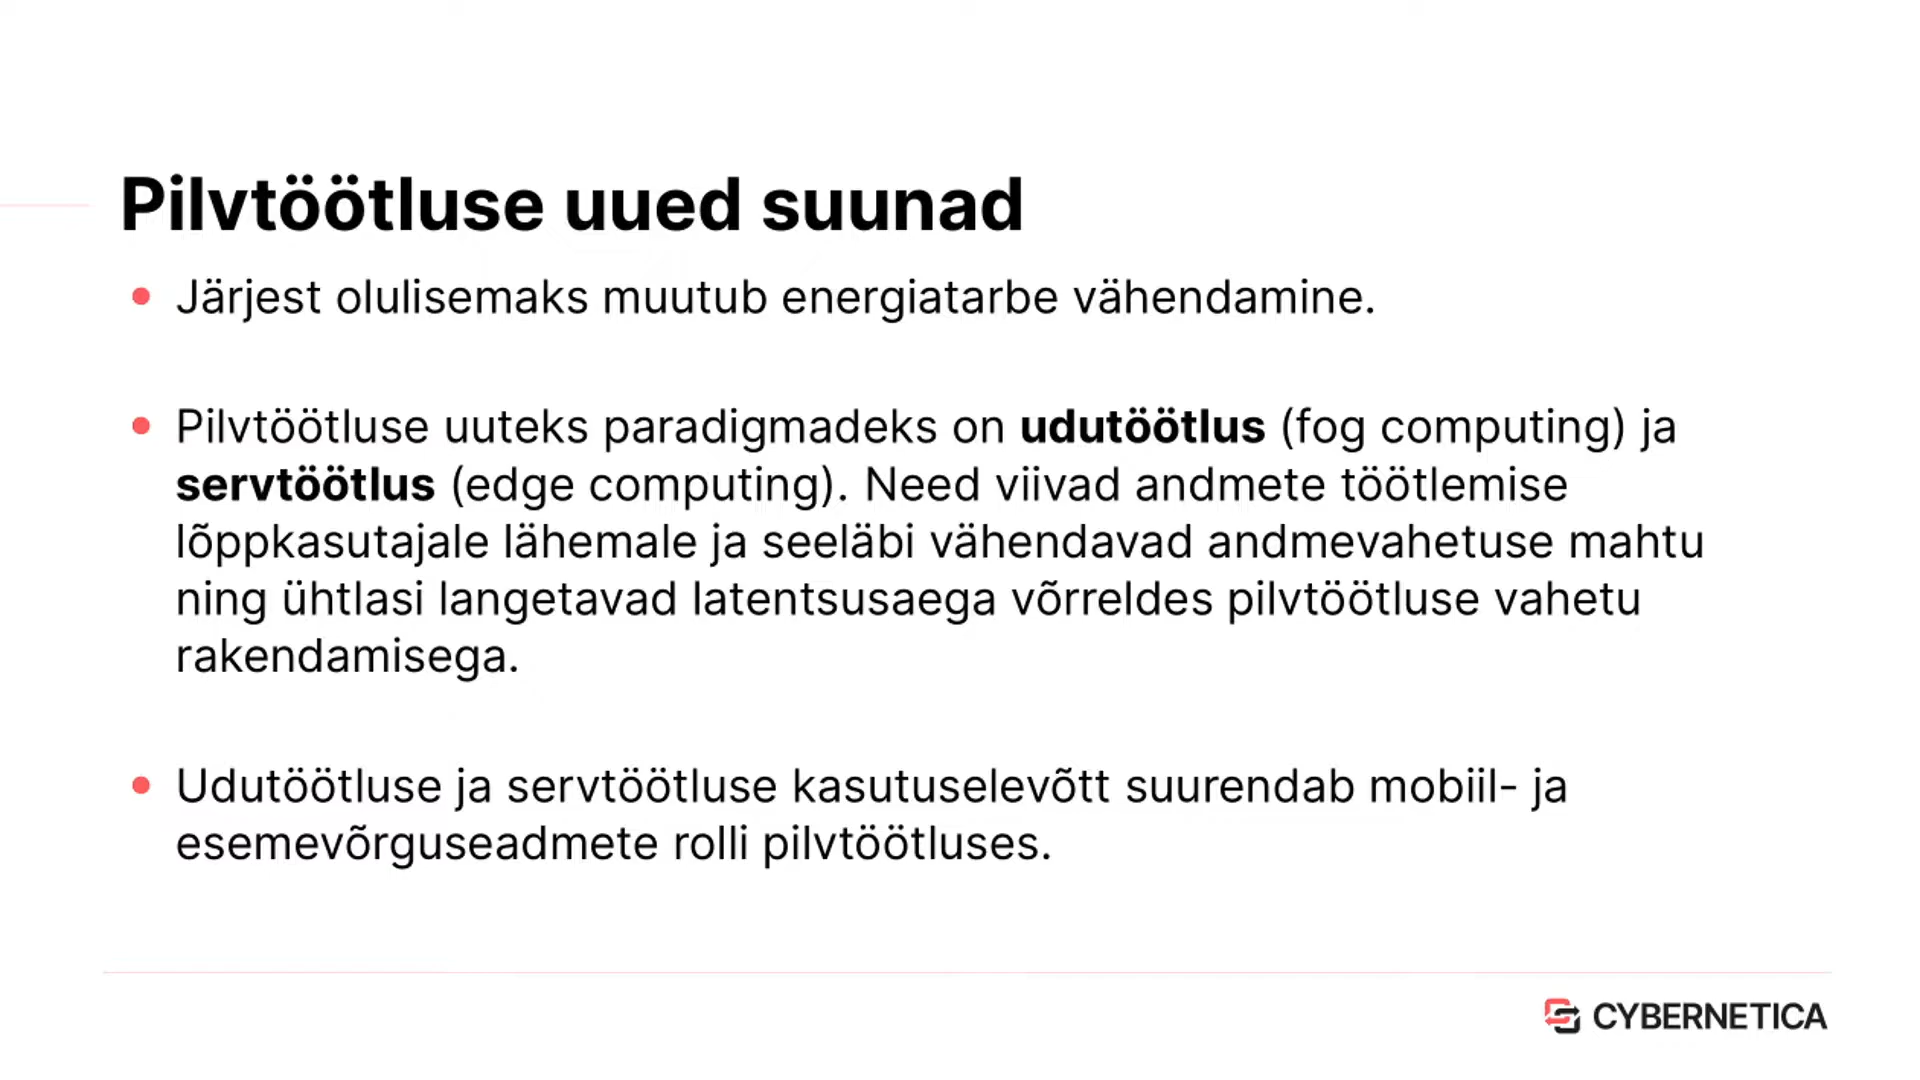 Pilvtöötluse uued suunad
Järjest olulisemaks muutub energiatarbe vähendamine.
Pilvtöötluse uuteks paradigmadeks on udutöötlus (fog computing) ja
servtöötlus (edge computing). Need viivad andmete töötlemise
lõppkasutajale lähemale ja seeläbi vähendavad andmevahetuse mahtu
ning ühtlasi langetavad latentsusaega võrreldes pilvtöötluse vahetu
rakendamisega.
Udutöötluse ja servtöötluse kasutuselevõtt suurendab mobiil- ja
esemevõrguseadmete rolli pilvtöötluses.
CYBERNETICA